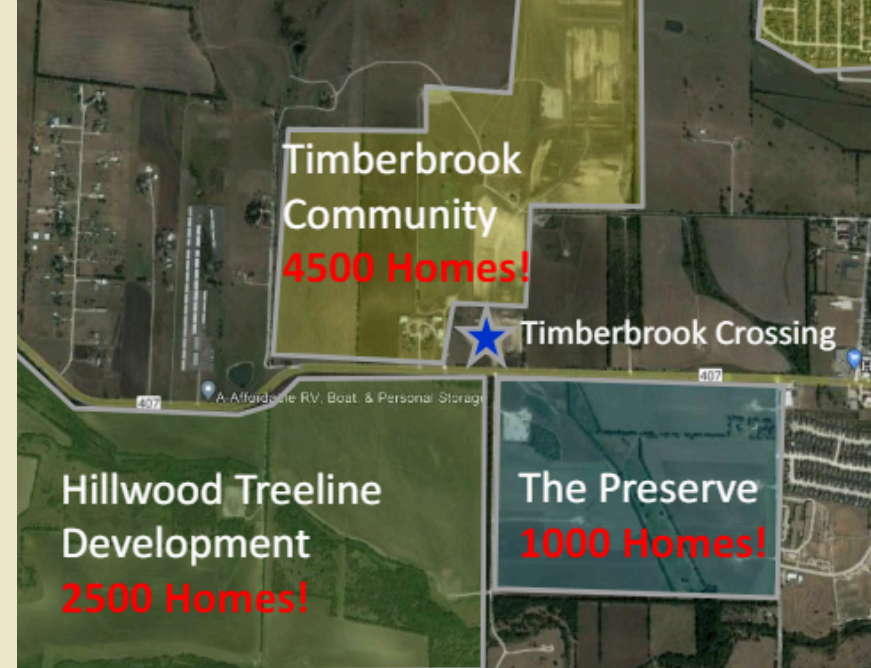 Timberbrook
Community
4500 Homes!
Timberbrook Crossing
407
407
A-Affordable RV, Boat, & Personal Storage
Hillwood Treeline
Development
2500 Homes!
The Preserve
1000 Homes!